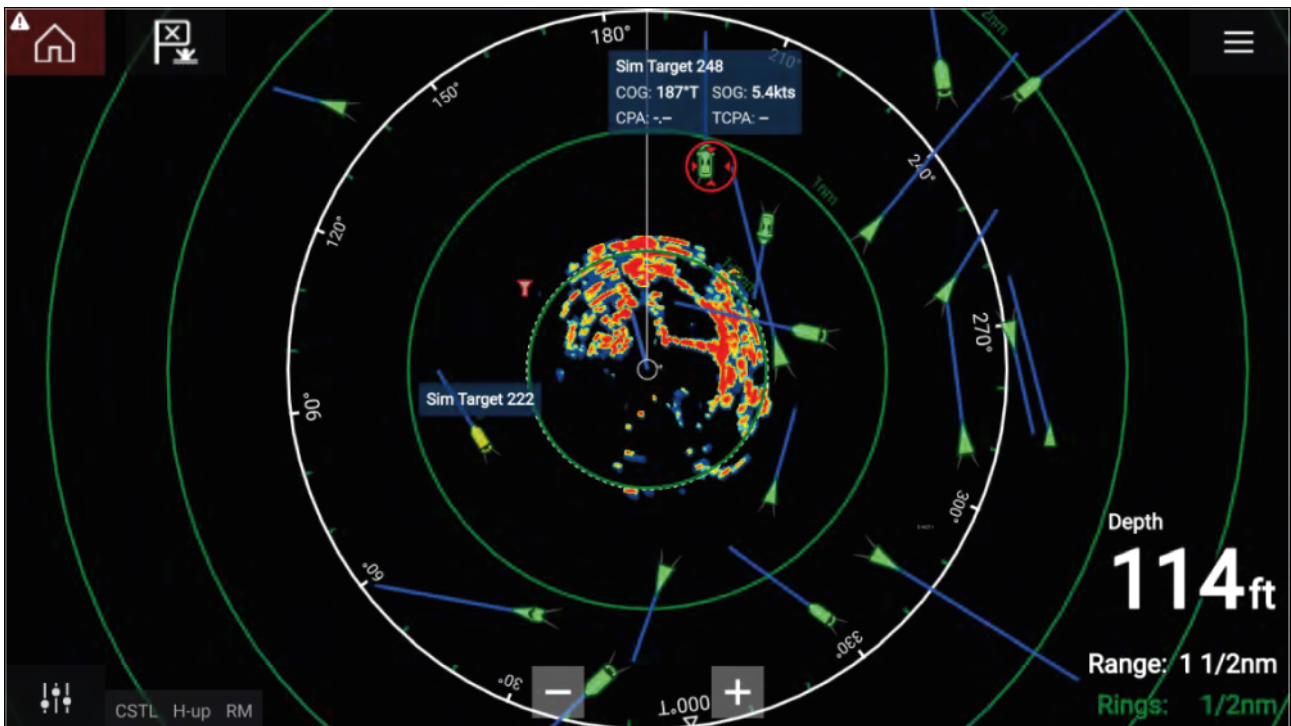 180°
210°
2nm
Sim Target 248
COG: 187°T SOG: 5.4kts
CPA: -.-- TCPA: --
150°
240°
1nm
120°
270°
90°
Sim Target 222
300°
Depth
114 ft
60°
330°
30°
000°T
Range: 1 1/2nm
Rings: 1/2nm
CSTL H-up RM